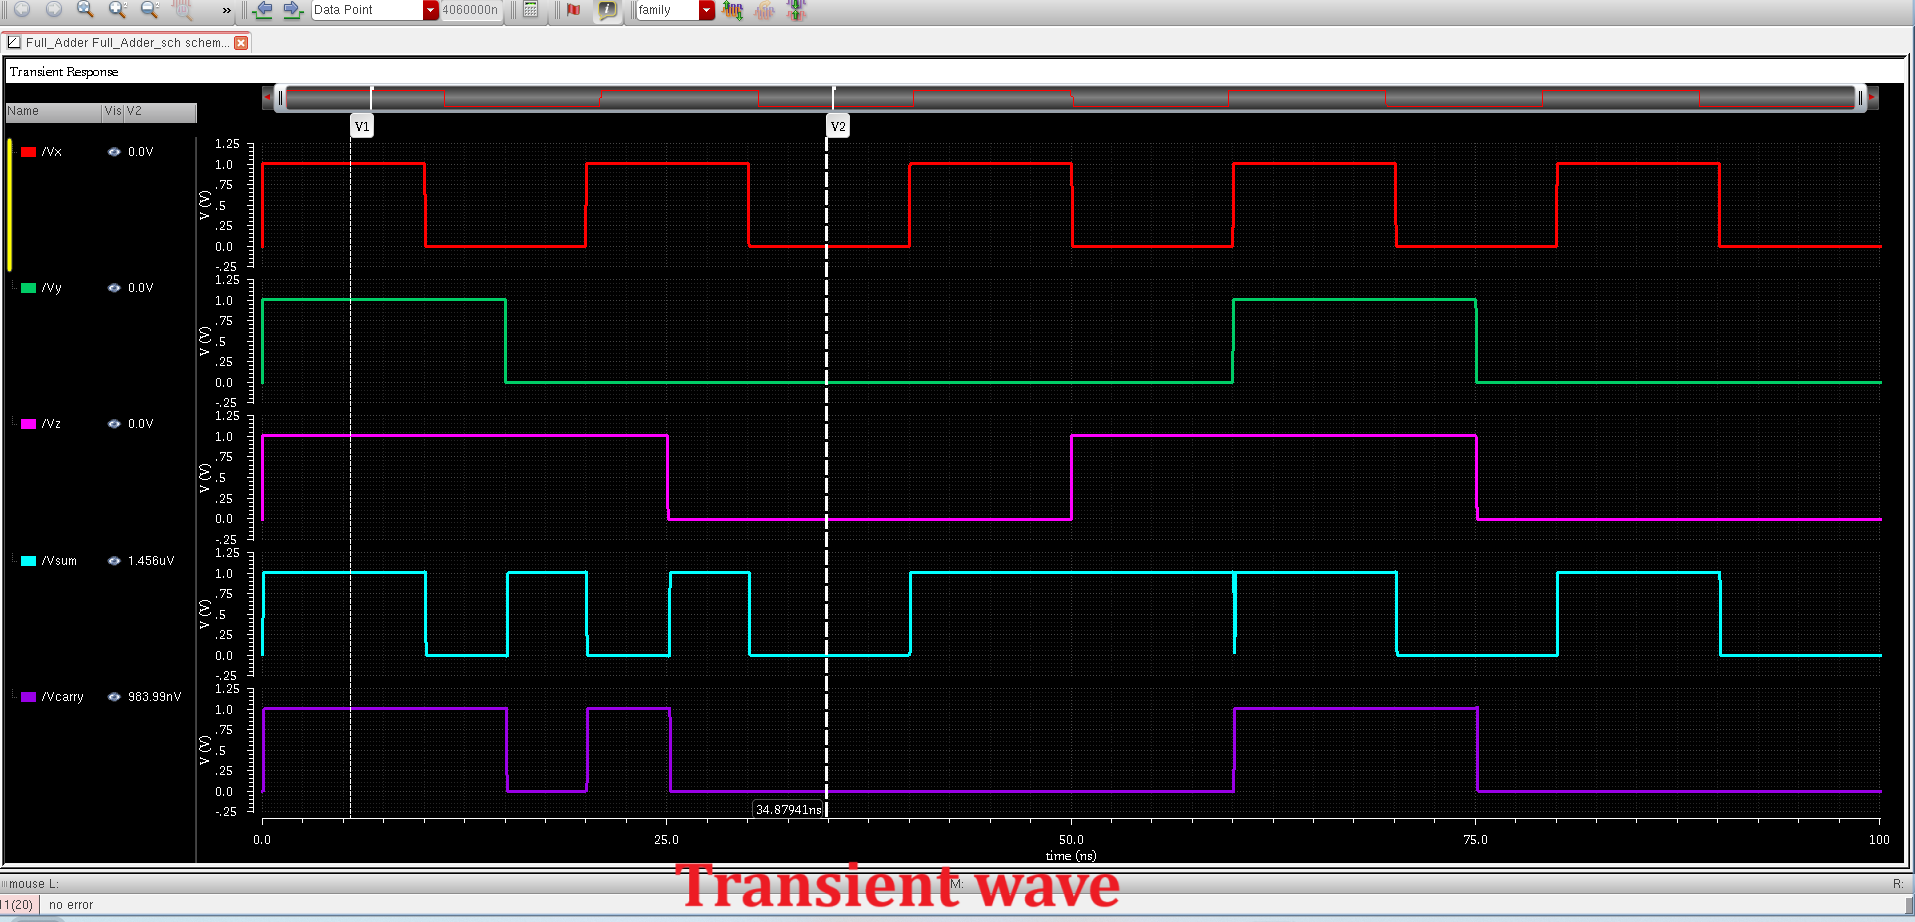 » Data Point 4060000n family
Full_Adder Full_Adder_sch schem...
Transient Response
Name Vis V2
V1 V2
/Vx 0.0V
V (V)
1.25
1.0
.75
.5
.25
0.0
-.25
/Vy 0.0V
V (V)
1.25
1.0
.75
.5
.25
0.0
-.25
/Vz 0.0V
V (V)
1.25
1.0
.75
.5
.25
0.0
-.25
/Vsum 1.456uV
V (V)
1.25
1.0
.75
.5
.25
0.0
-.25
/Vcarry 983.99nV
V (V)
1.25
1.0
.75
.5
.25
0.0
-.25
34.87941ns
0.0 25.0 50.0 75.0 100
time (ns)
Transient wave
mouse L: M: R:
11(20) no error